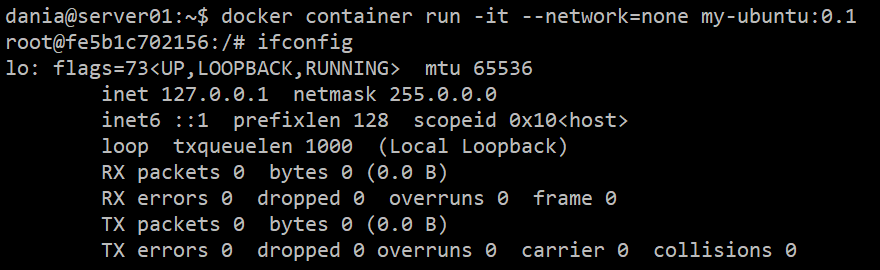 dania@server01:~$ docker container run -it --network=none my-ubuntu:0.1
root@fe5b1c702156:/# ifconfig
lo: flags=73<UP,LOOPBACK,RUNNING>  mtu 65536
        inet 127.0.0.1  netmask 255.0.0.0
        inet6 ::1  prefixlen 128  scopeid 0x10<host>
        loop  txqueuelen 1000  (Local Loopback)
        RX packets 0  bytes 0 (0.0 B)
        RX errors 0  dropped 0  overruns 0  frame 0
        TX packets 0  bytes 0 (0.0 B)
        TX errors 0  dropped 0 overruns 0  carrier 0  collisions 0